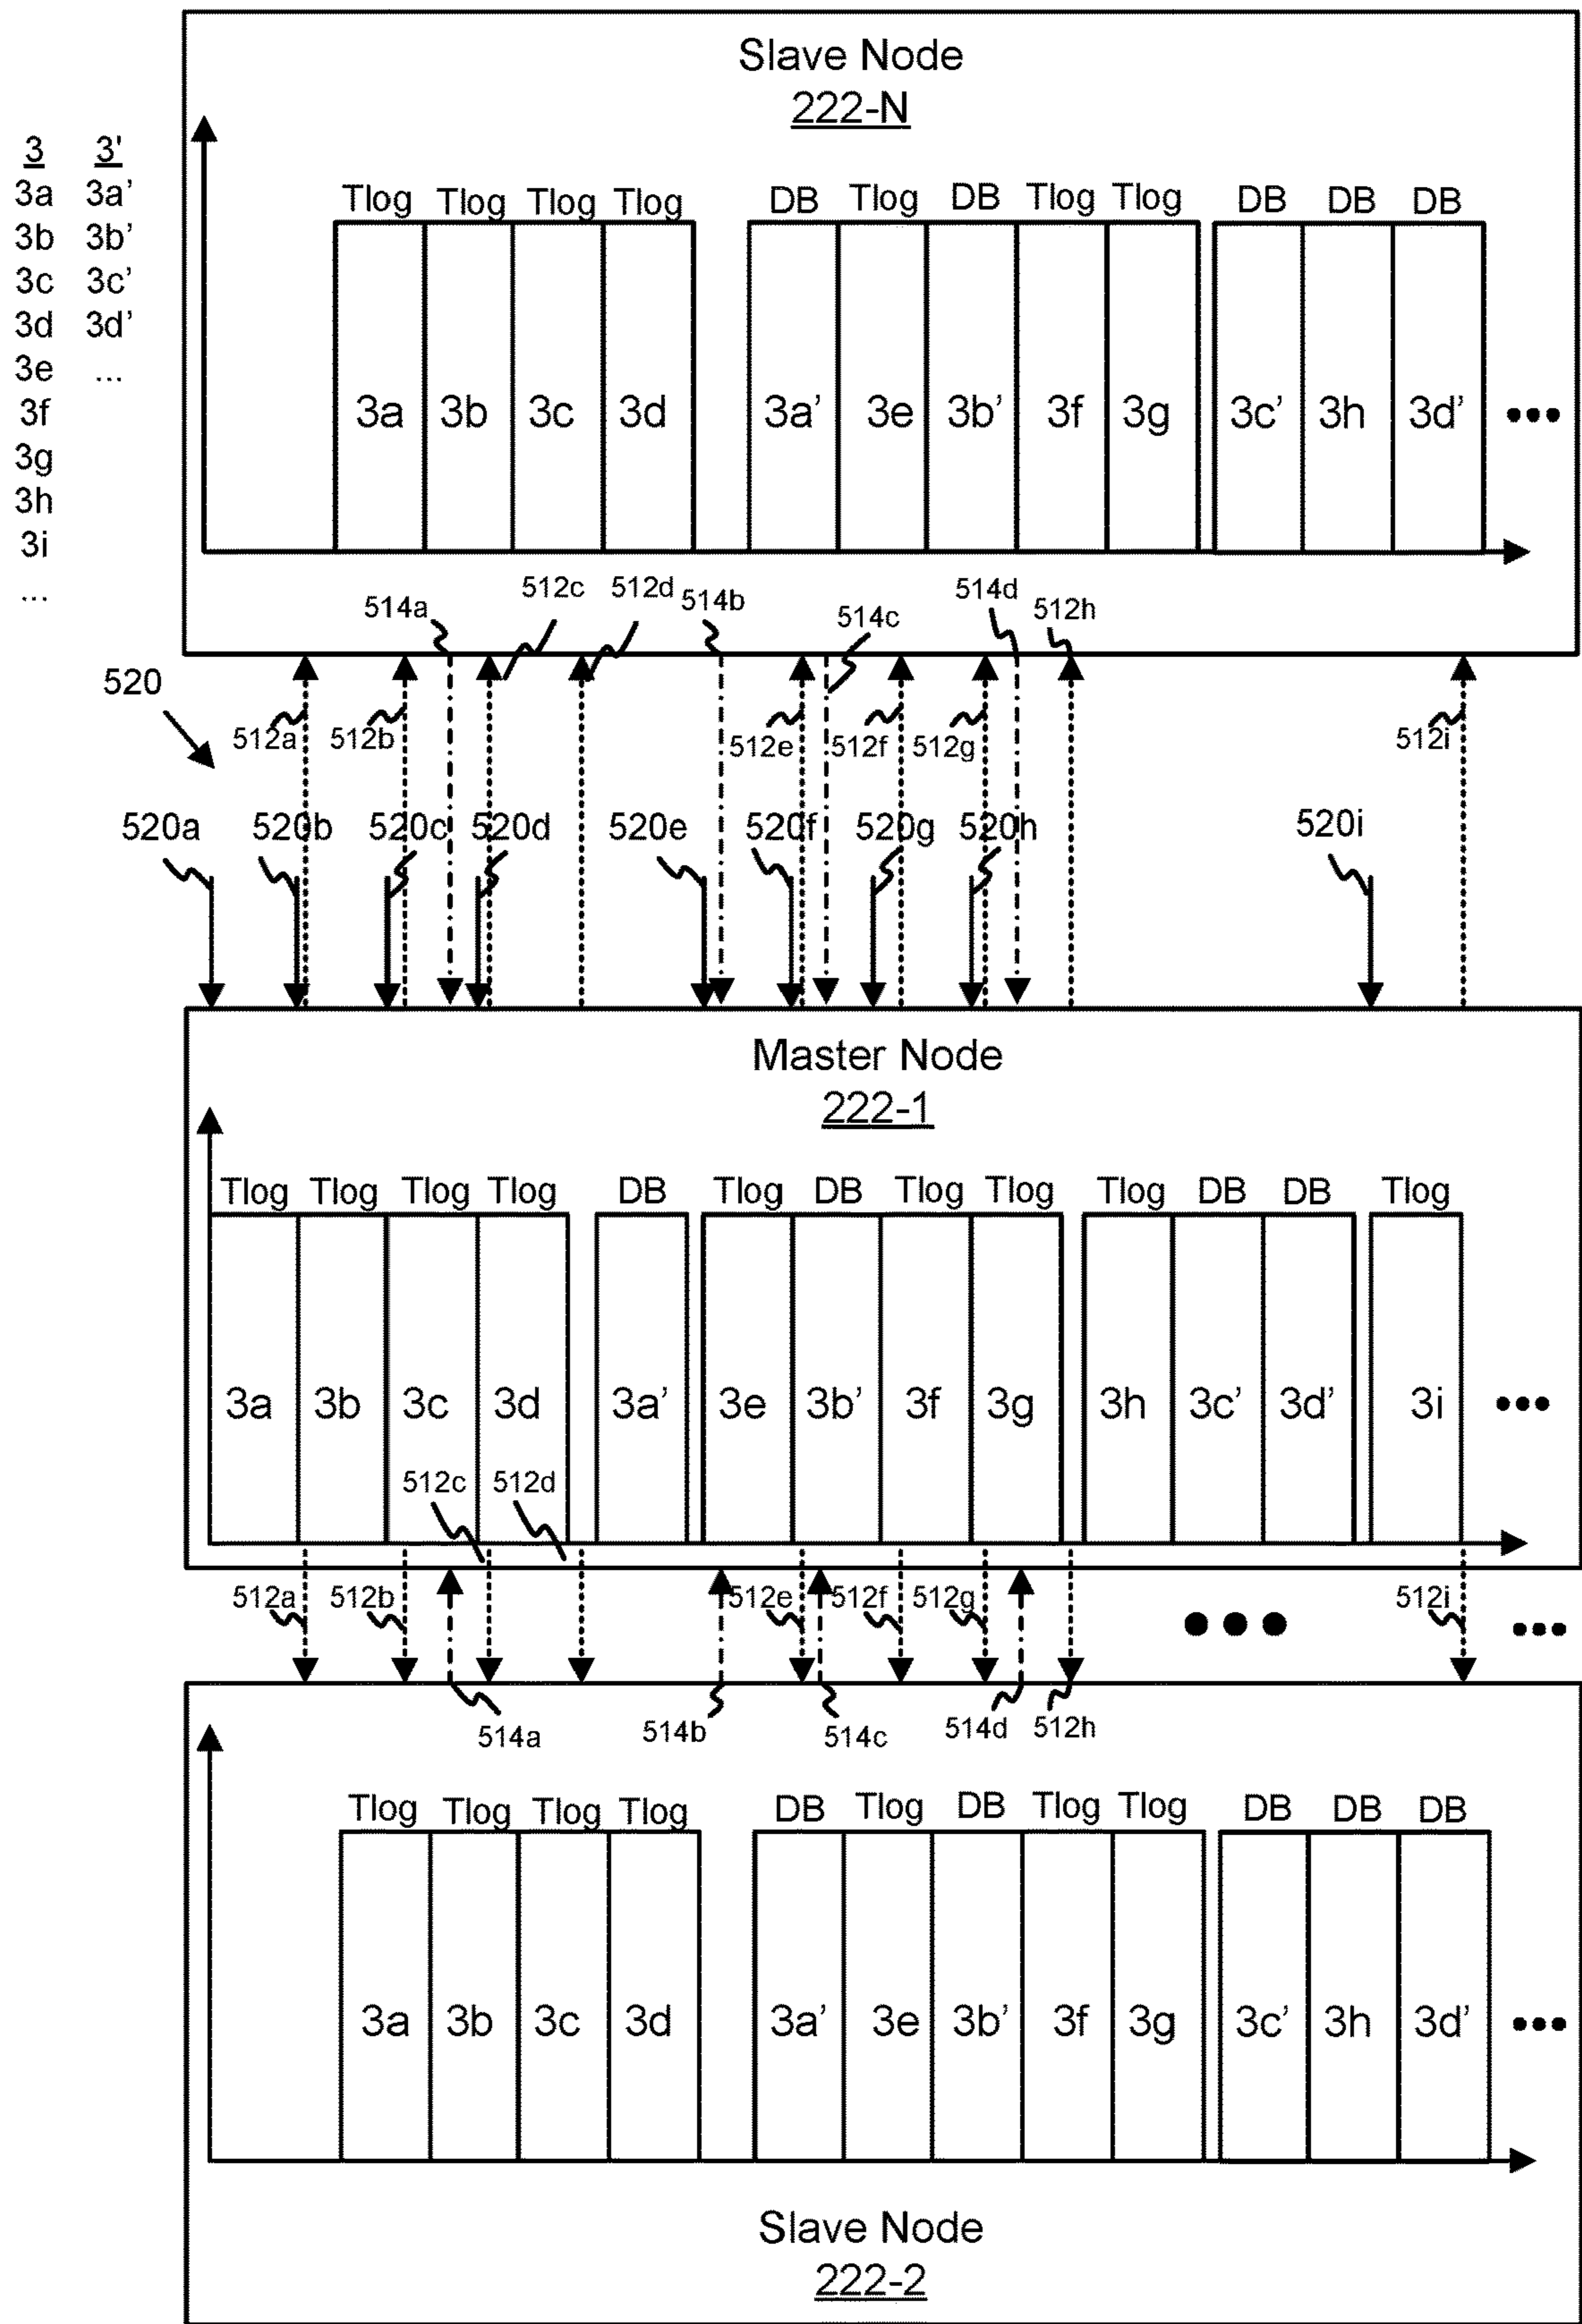 Slave Node
222-N
3 3'
3a 3a'
3b 3b'
3c 3c’
3d 3d’
3e ...
3f
3g
3h
3i
...
Tlog Tlog Tlog Tlog DB Tlog DB Tlog Tlog DB DB DB
3a 3b 3c 3d 3a’ 3e 3b’ 3f 3g 3c’ 3h 3d’ •••
514a 512c 512d 514b 514c 514d 512h
520
512a 512b 512e 512f 512g 512i
520a 520b 520c 520d 520e 520f 520g 520h 520i
Master Node
222-1
Tlog Tlog Tlog Tlog DB Tlog DB Tlog Tlog Tlog DB DB Tlog
3a 3b 3c 3d 3a’ 3e 3b’ 3f 3g 3h 3c’ 3d’ 3i •••
512c 512d
512a 512b 512e 512f 512g ••• 512i •••
514a 514b 514c 514d 512h
Tlog Tlog Tlog Tlog DB Tlog DB Tlog Tlog DB DB DB
3a 3b 3c 3d 3a’ 3e 3b’ 3f 3g 3c’ 3h 3d’ •••
Slave Node
222-2